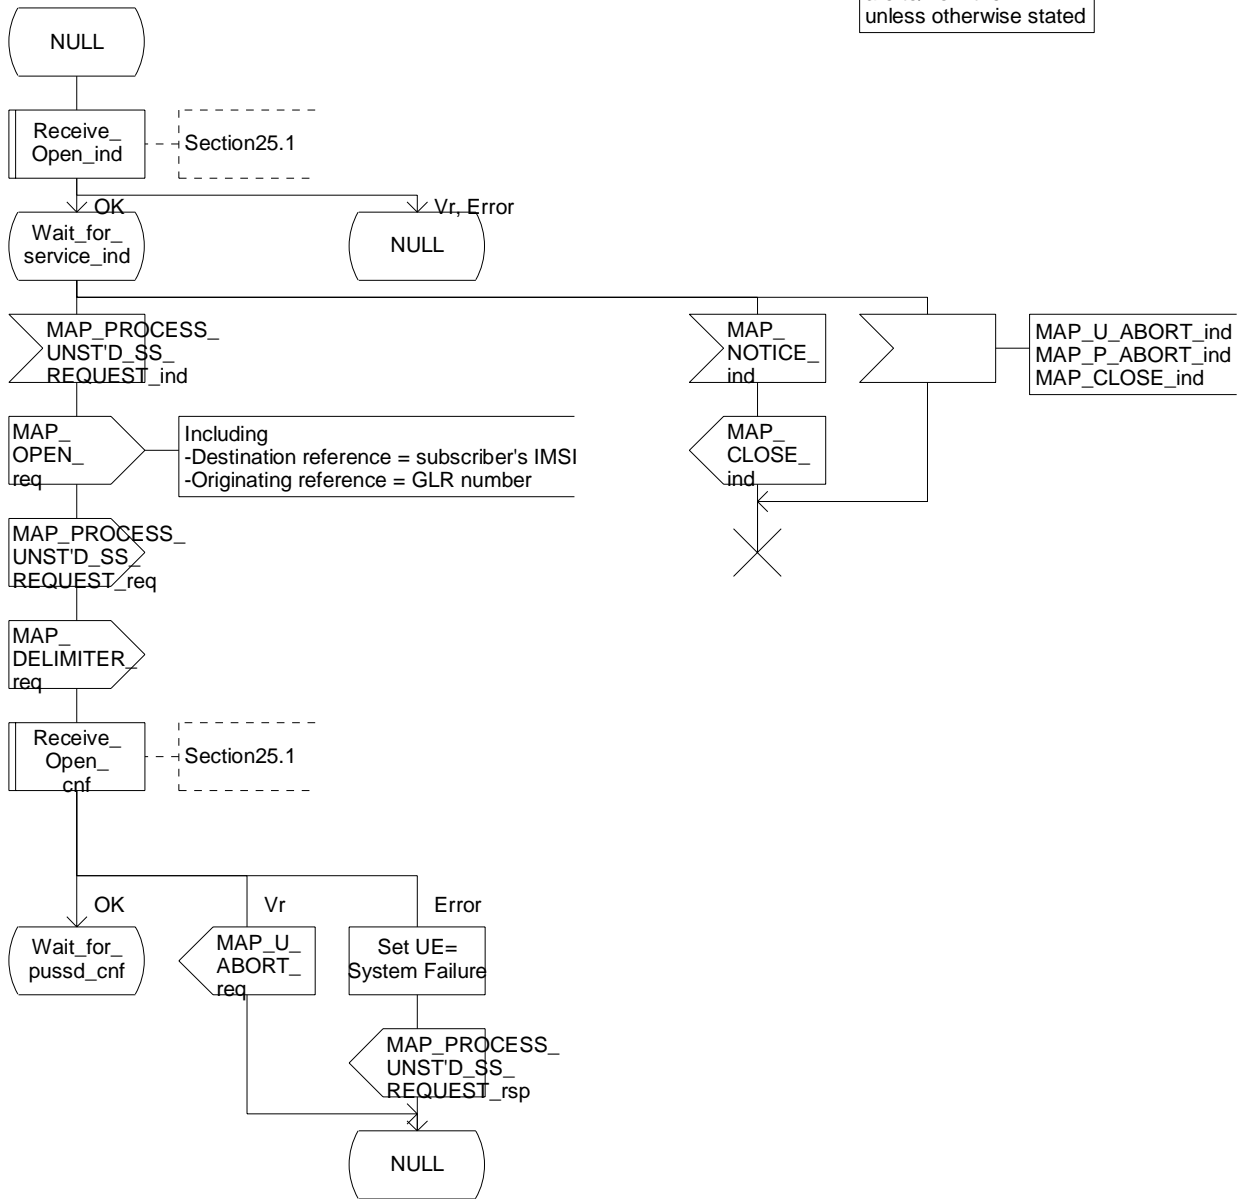 unless otherwise stated
NULL
Receive_
Open_ind
Section25.1
OK
Vr, Error
Wait_for_
service_ind
NULL
MAP_PROCESS_
UNST'D_SS_
REQUEST_ind
MAP_
NOTICE_
ind
MAP_U_ABORT_ind
MAP_P_ABORT_ind
MAP_CLOSE_ind
MAP_
OPEN_
req
Including
-Destination reference = subscriber's IMSI
-Originating reference = GLR number
MAP_
CLOSE_
ind
MAP_PROCESS_
UNST'D_SS_
REQUEST_req
MAP_
DELIMITER_
req
Receive_
Open_
cnf
Section25.1
OK
Vr
Error
Wait_for_
pussd_cnf
MAP_U_
ABORT_
req
Set UE=
System Failure
MAP_PROCESS_
UNST'D_SS_
REQUEST_rsp
NULL